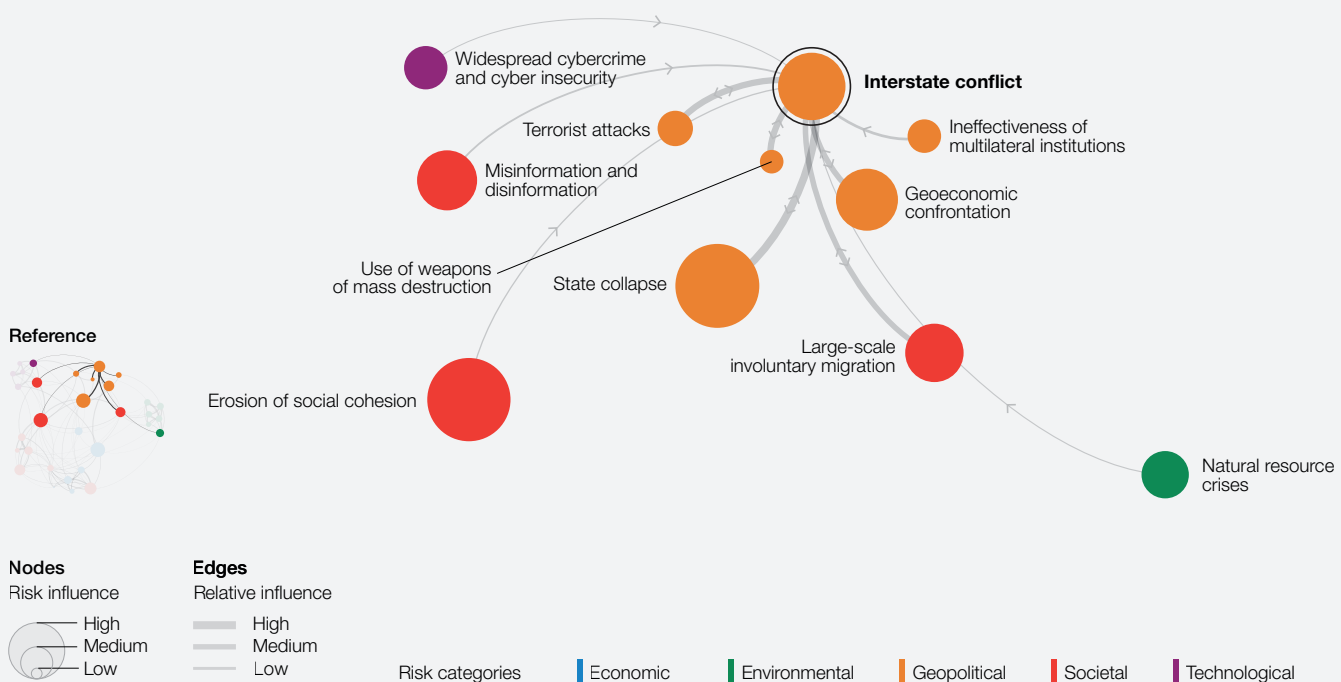 Widespread cybercrime
and cyber insecurity
Interstate conflict
Terrorist attacks
Ineffectiveness of
multilateral institutions
Misinformation and
disinformation
Geoeconomic
confrontation
Use of weapons
of mass destruction
State collapse
Reference
Large-scale
involuntary migration
Erosion of social cohesion
Natural resource
crises
Nodes
Risk influence
High
Medium
Low
Edges
Relative influence
High
Medium
Low
Risk categories
Economic
Environmental
Geopolitical
Societal
Technological